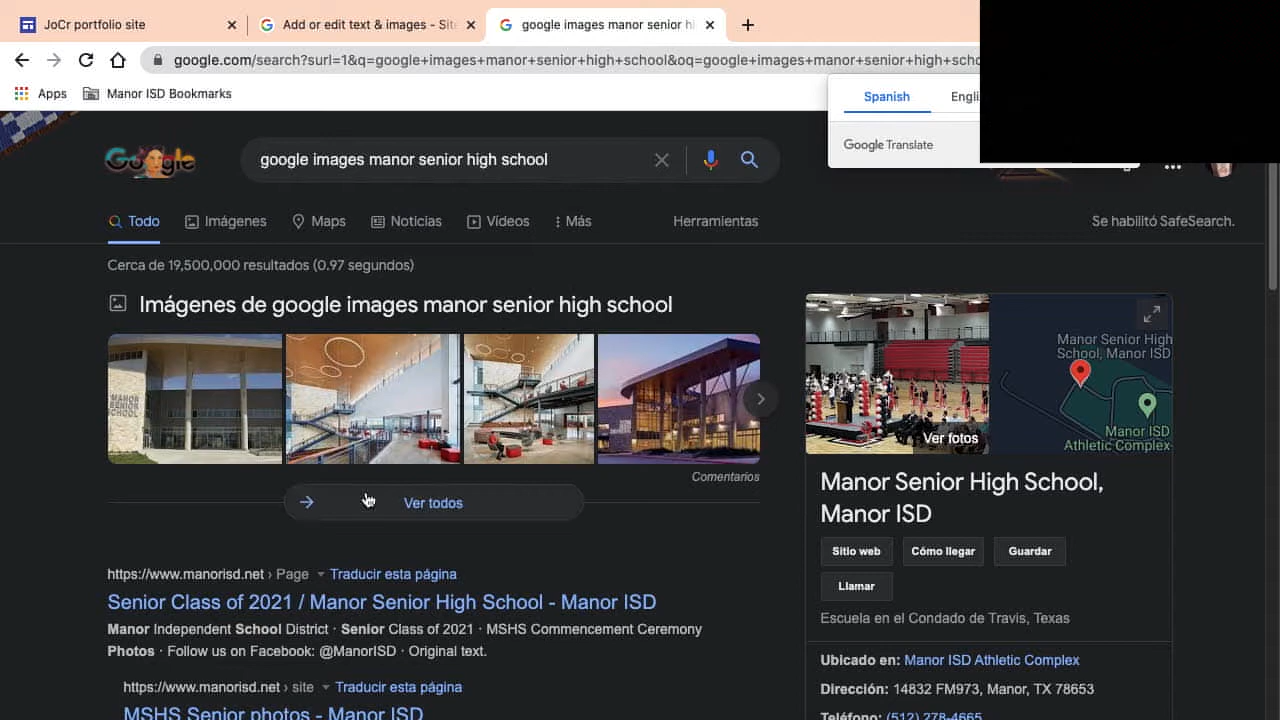 JoCr portfolio site
Add or edit text & images - Site
google images manor senior hi
google.com/search?surl=1&q=google+images+manor+senior+high+school&oq=google+images+manor+senior+high+scho
Apps
Manor ISD Bookmarks
Spanish
Engli
Google Translate
Google
google images manor senior high school
Todo
Imágenes
Maps
Noticias
Vídeos
Más
Herramientas
Se habilitó SafeSearch.
Cerca de 19,500,000 resultados (0.97 segundos)
Imágenes de google images manor senior high school
MANOR
SENIOR
SCHOOL
Comentarios
Ver todos
https://www.manorisd.net › Page
Traducir esta página
Senior Class of 2021 / Manor Senior High School - Manor ISD
Manor Independent School District · Senior Class of 2021 · MSHS Commencement Ceremony
Photos · Follow us on Facebook: @ManorISD · Original text.
https://www.manorisd.net › site
Traducir esta página
MSHS Senior photos - Manor ISD
Ver fotos
Manor Senior High
School, Manor ISD
Manor ISD
Athletic Complex
Manor Senior High School,
Manor ISD
Sitio web
Cómo llegar
Guardar
Llamar
Escuela en el Condado de Travis, Texas
Ubicado en: Manor ISD Athletic Complex
Dirección: 14832 FM973, Manor, TX 78653
Teléfono: (512) 278-4665